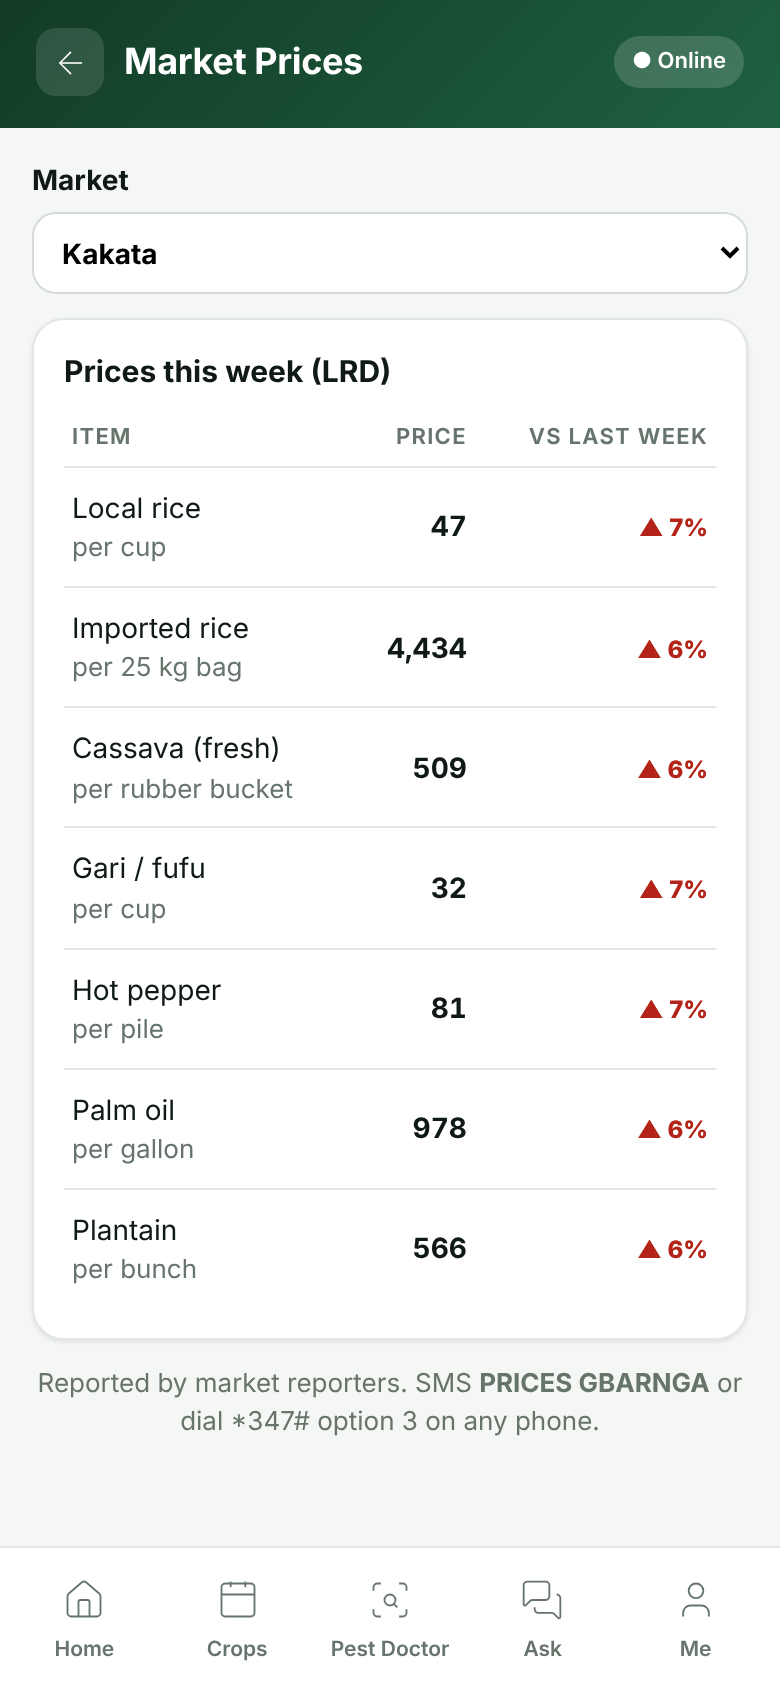 Market Prices
Online
Market
Kakata
Prices this week (LRD)
ITEM PRICE VS LAST WEEK
Local rice
per cup
47 ▲ 7%
Imported rice
per 25 kg bag
4,434 ▲ 6%
Cassava (fresh)
per rubber bucket
509 ▲ 6%
Gari / fufu
per cup
32 ▲ 7%
Hot pepper
per pile
81 ▲ 7%
Palm oil
per gallon
978 ▲ 6%
Plantain
per bunch
566 ▲ 6%
Reported by market reporters. SMS PRICES GBARNGA or
dial *347# option 3 on any phone.
Home Crops Pest Doctor Ask Me